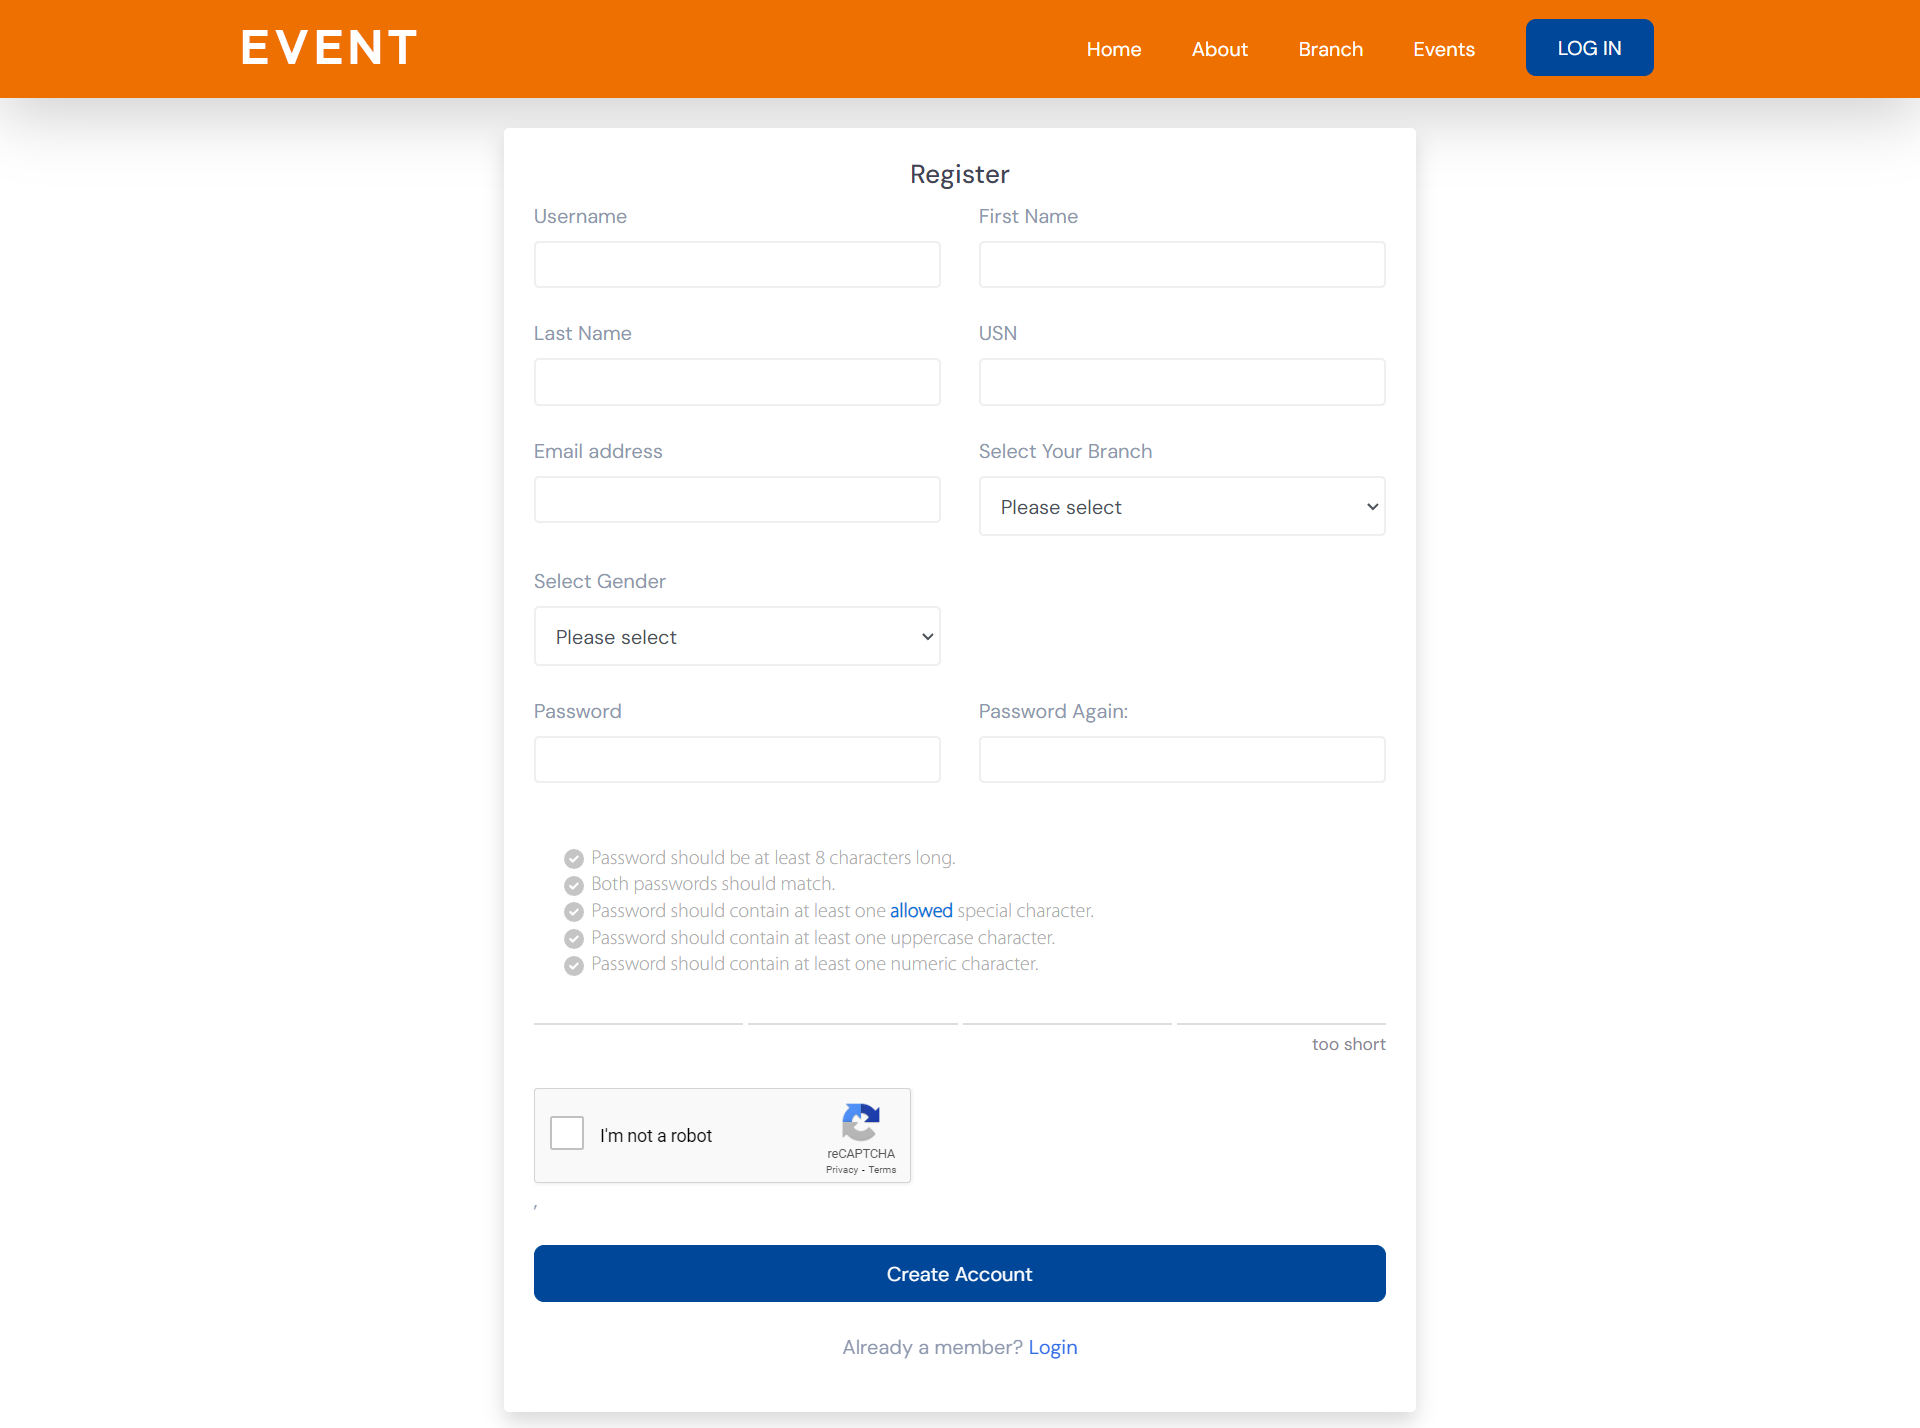 EVENT
Home About Branch Events LOG IN
Register
Username First Name
Last Name USN
Email address Select Your Branch
Please select
Select Gender
Please select
Password Password Again:
Password should be at least 8 characters long.
Both passwords should match.
Password should contain at least one allowed special character.
Password should contain at least one uppercase character.
Password should contain at least one numeric character.
too short
I'm not a robot
reCAPTCHA
Privacy - Terms
,
Create Account
Already a member? Login